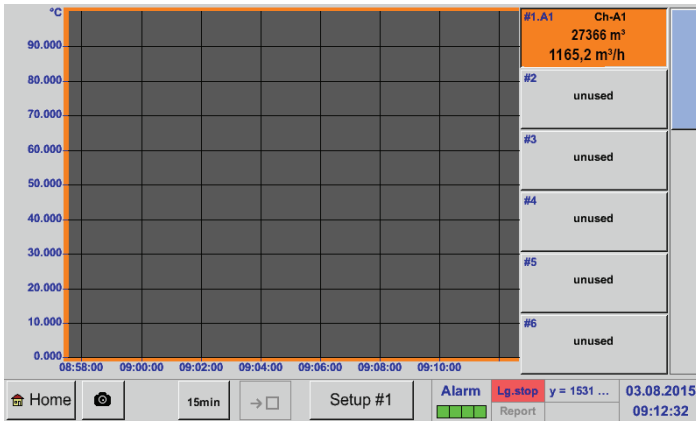 °C
90.000
80.000
70.000
60.000
50.000
40.000
30.000
20.000
10.000
0.000
08:58:00 09:00:00 09:02:00 09:04:00 09:06:00 09:08:00 09:10:00
#1.A1 Ch-A1
27366 m³
1165,2 m³/h
#2
unused
#3
unused
#4
unused
#5
unused
#6
unused
Home
15min
Setup #1
Alarm
Lg.stop
Report
y = 1531 ...
03.08.2015
09:12:32